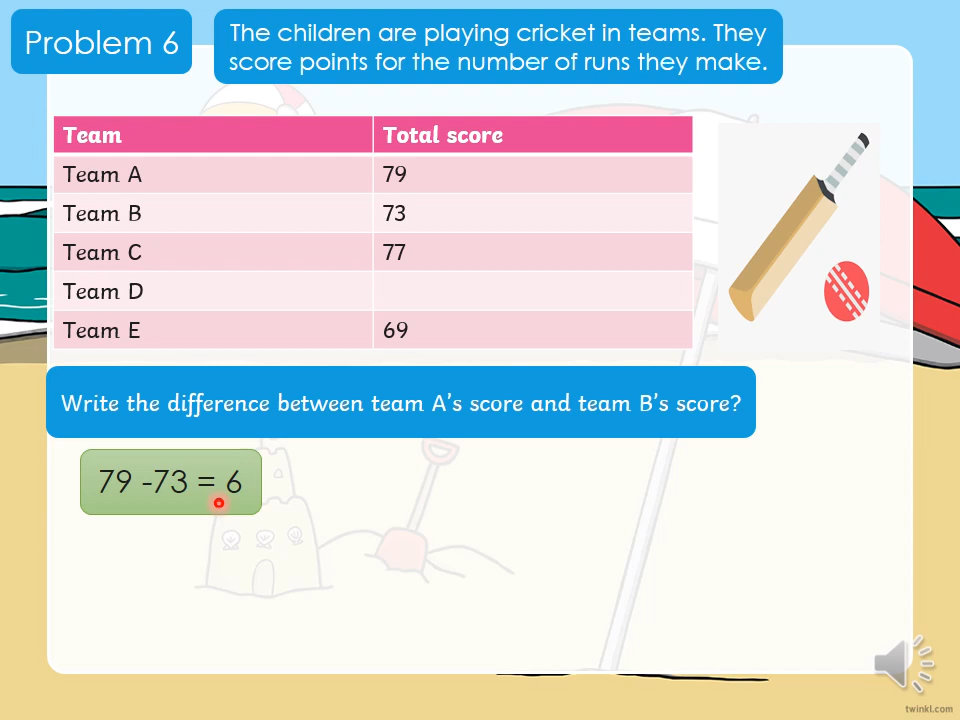 Problem 6
The children are playing cricket in teams. They
score points for the number of runs they make.
Team Total score
Team A 79
Team B 73
Team C 77
Team D
Team E 69
Write the difference between team A's score and team B's score?
79 -73 = 6
twinkl.com